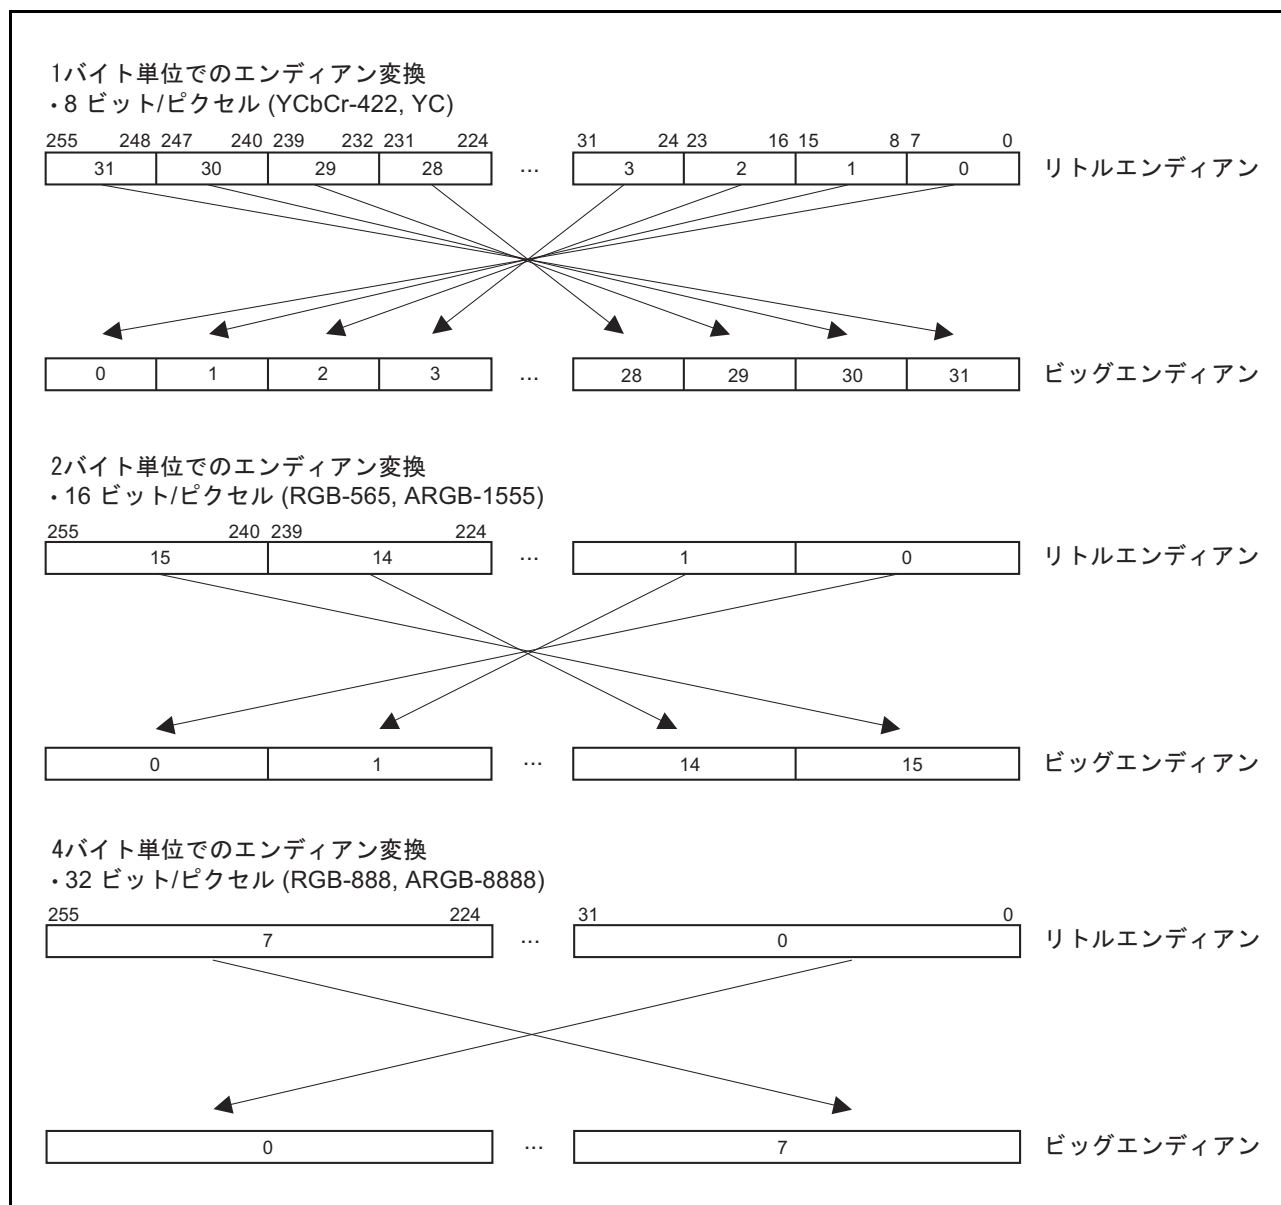 1バイト単位でのエンディアン変換
・8 ビット/ピクセル (YCbCr-422, YC)
255 248 247 240 239 232 231 224 31 24 23 16 15 8 7 0
31 30 29 28 ... 3 2 1 0 リトルエンディアン
0 1 2 3 ... 28 29 30 31 ビッグエンディアン
2バイト単位でのエンディアン変換
・16 ビット/ピクセル (RGB-565, ARGB-1555)
255 240 239 224
15 14 ... 1 0 リトルエンディアン
0 1 ... 14 15 ビッグエンディアン
4バイト単位でのエンディアン変換
・32 ビット/ピクセル (RGB-888, ARGB-8888)
255 224 31 0
7 ... 0 リトルエンディアン
0 ... 7 ビッグエンディアン